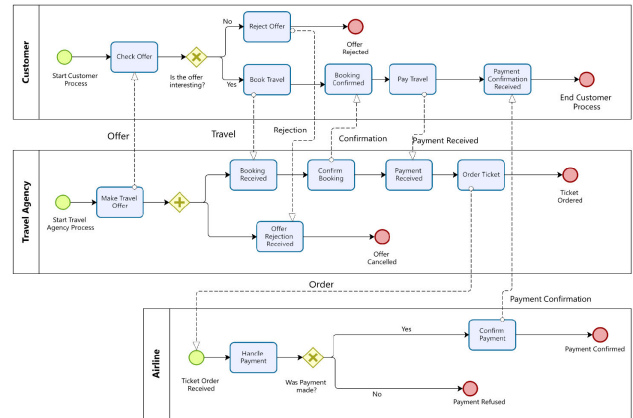 Customer
Start Customer
Process
Check Offer
Is the offer
interesting?
No
Yes
Reject Offer
Offer
Rejected
Book Travel
Booking
Confirmed
Pay Travel
Payment
Confirmation
Received
End Customer
Process
Offer
Travel
Rejection
Confirmation
Payment Received
Travel Agency
Start Travel
Agency Process
Make Travel
Offer
Booking
Received
Confirm
Booking
Payment
Received
Order Ticket
Ticket
Ordered
Offer
Rejection
Received
Offer
Cancelled
Order
Payment Confirmation
Airline
Ticket Order
Received
Handle
Payment
Was Payment
made?
Yes
No
Confirm
Payment
Payment Confirmed
Payment Refused